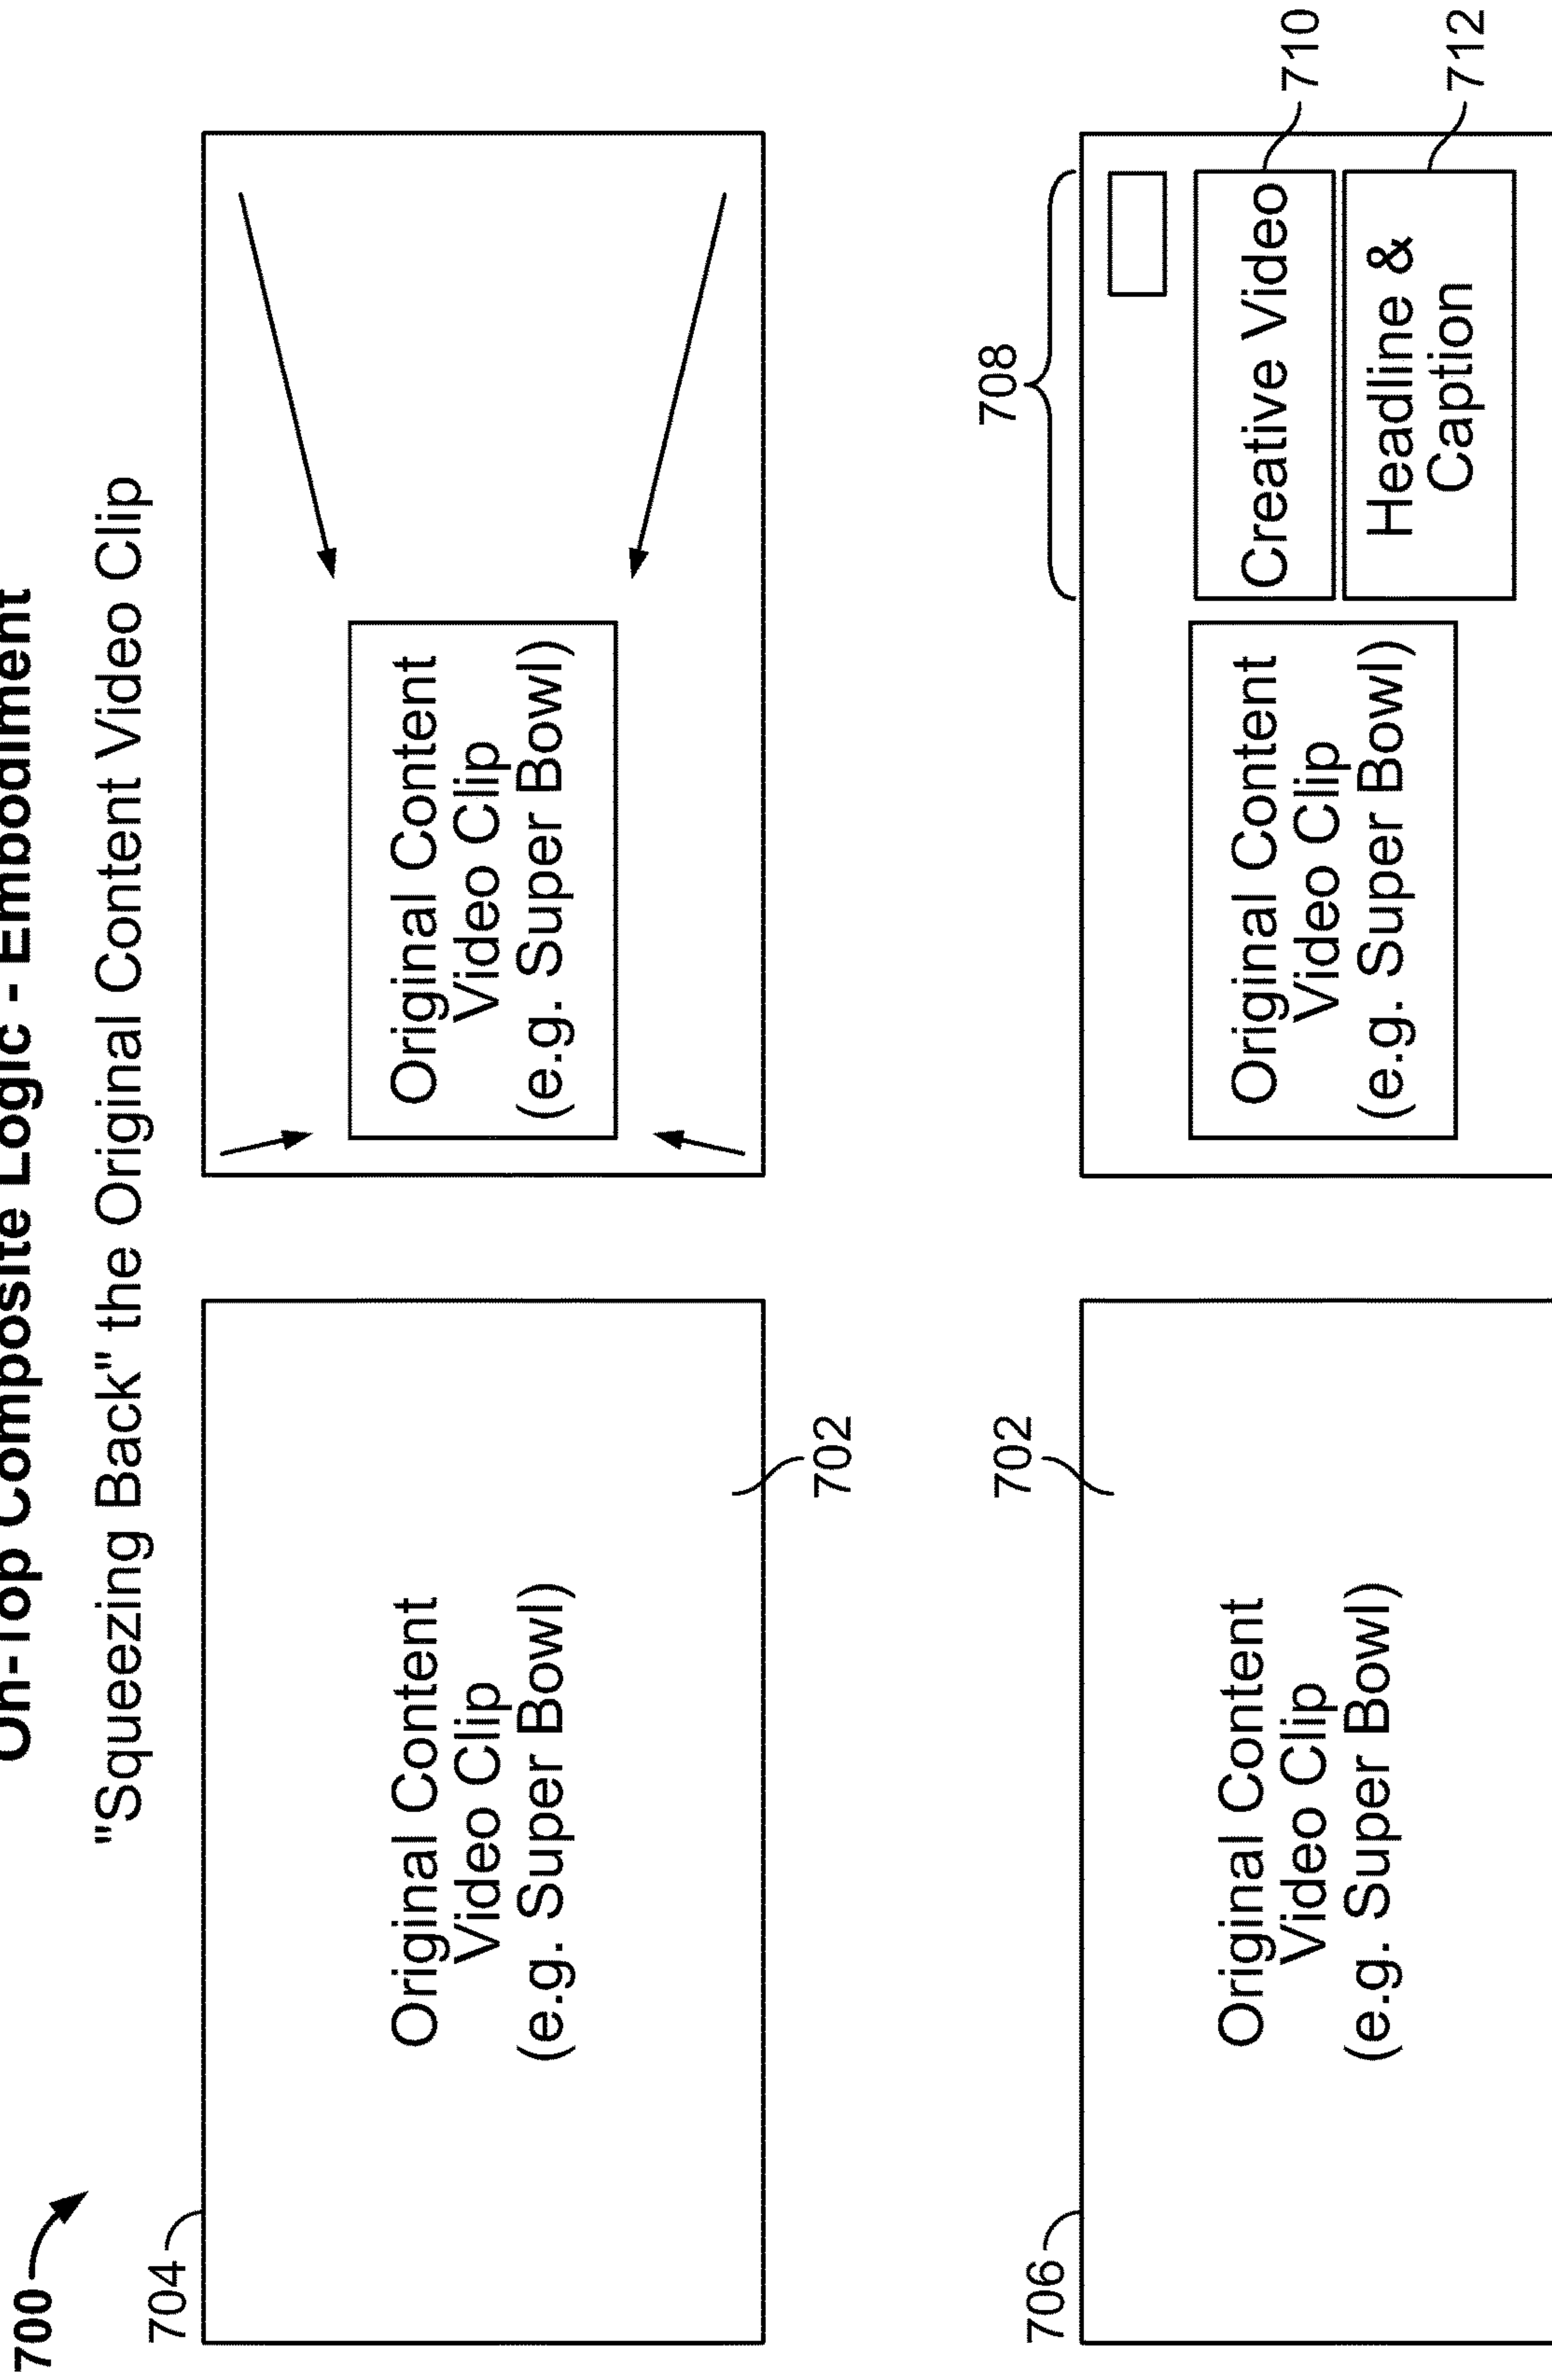 On-Top Composite Logic - Embodiment
"Squeezing Back" the Original Content Video Clip
700
704
Original Content
Video Clip
(e.g. Super Bowl)
702
Original Content
Video Clip
(e.g. Super Bowl)
706
702
Original Content
Video Clip
(e.g. Super Bowl)
708
Original Content
Video Clip
(e.g. Super Bowl)
Creative Video
710
Headline &
Caption
712